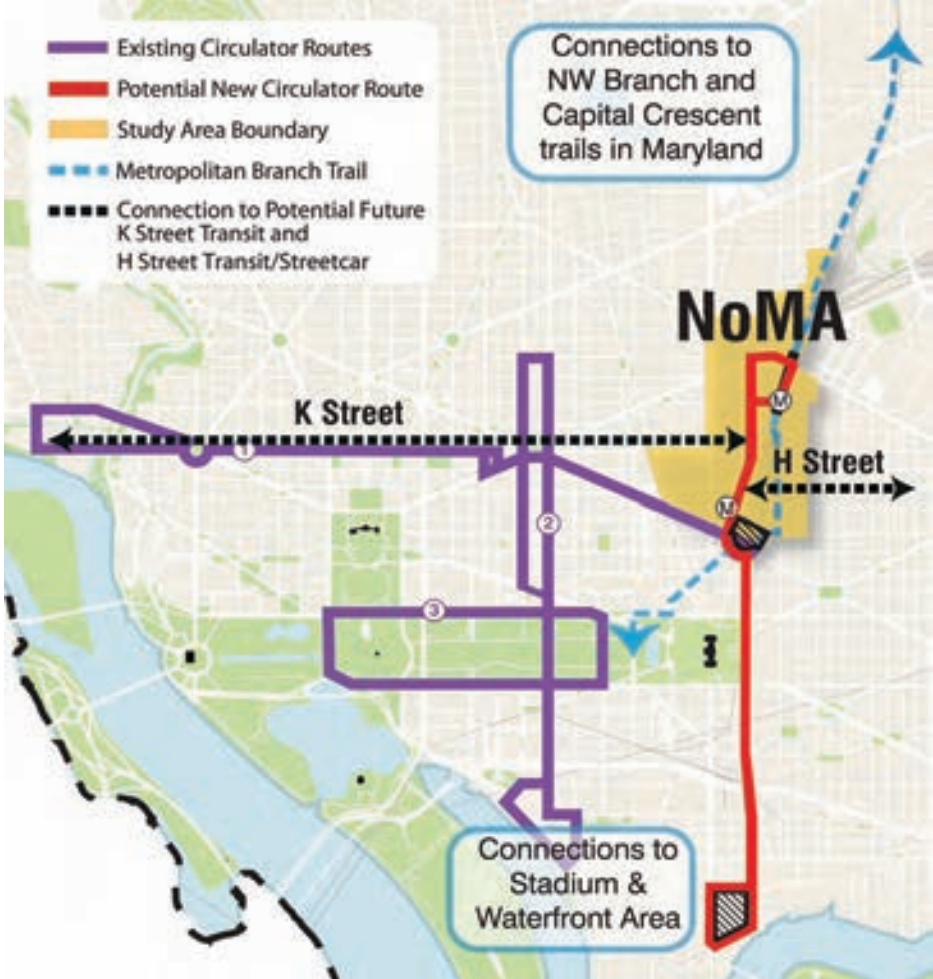 Existing Circulator Routes
Potential New Circulator Route
Study Area Boundary
Metropolitan Branch Trail
Connection to Potential Future
K Street Transit and
H Street Transit/Streetcar
Connections to
NW Branch and
Capital Crescent
trails in Maryland
NoMA
M
K Street
1
H Street
M
2
3
Connections to
Stadium &
Waterfront Area